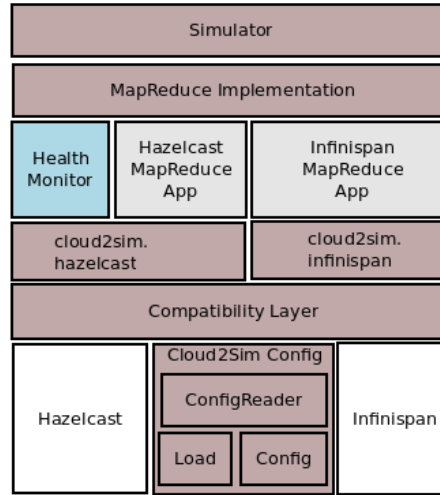 Simulator
MapReduce Implementation
Health
Monitor
Hazelcast
MapReduce
App
Infinispan
MapReduce
App
cloud2sim.
hazelcast
cloud2sim.
infinispan
Compatibility Layer
Hazelcast
Cloud2Sim Config
ConfigReader
Load
Config
Infinispan